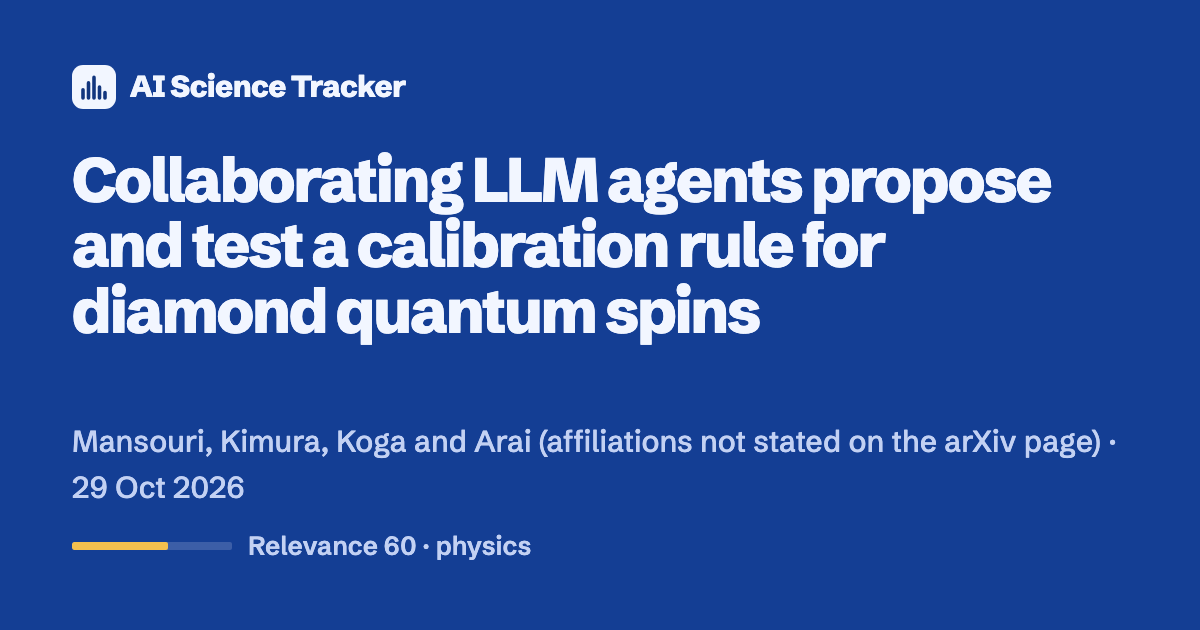 AI Science Tracker
Collaborating LLM agents propose
and test a calibration rule for
diamond quantum spins
Mansouri, Kimura, Koga and Arai (affiliations not stated on the arXiv page) ·
29 Oct 2026
Relevance 60 · physics